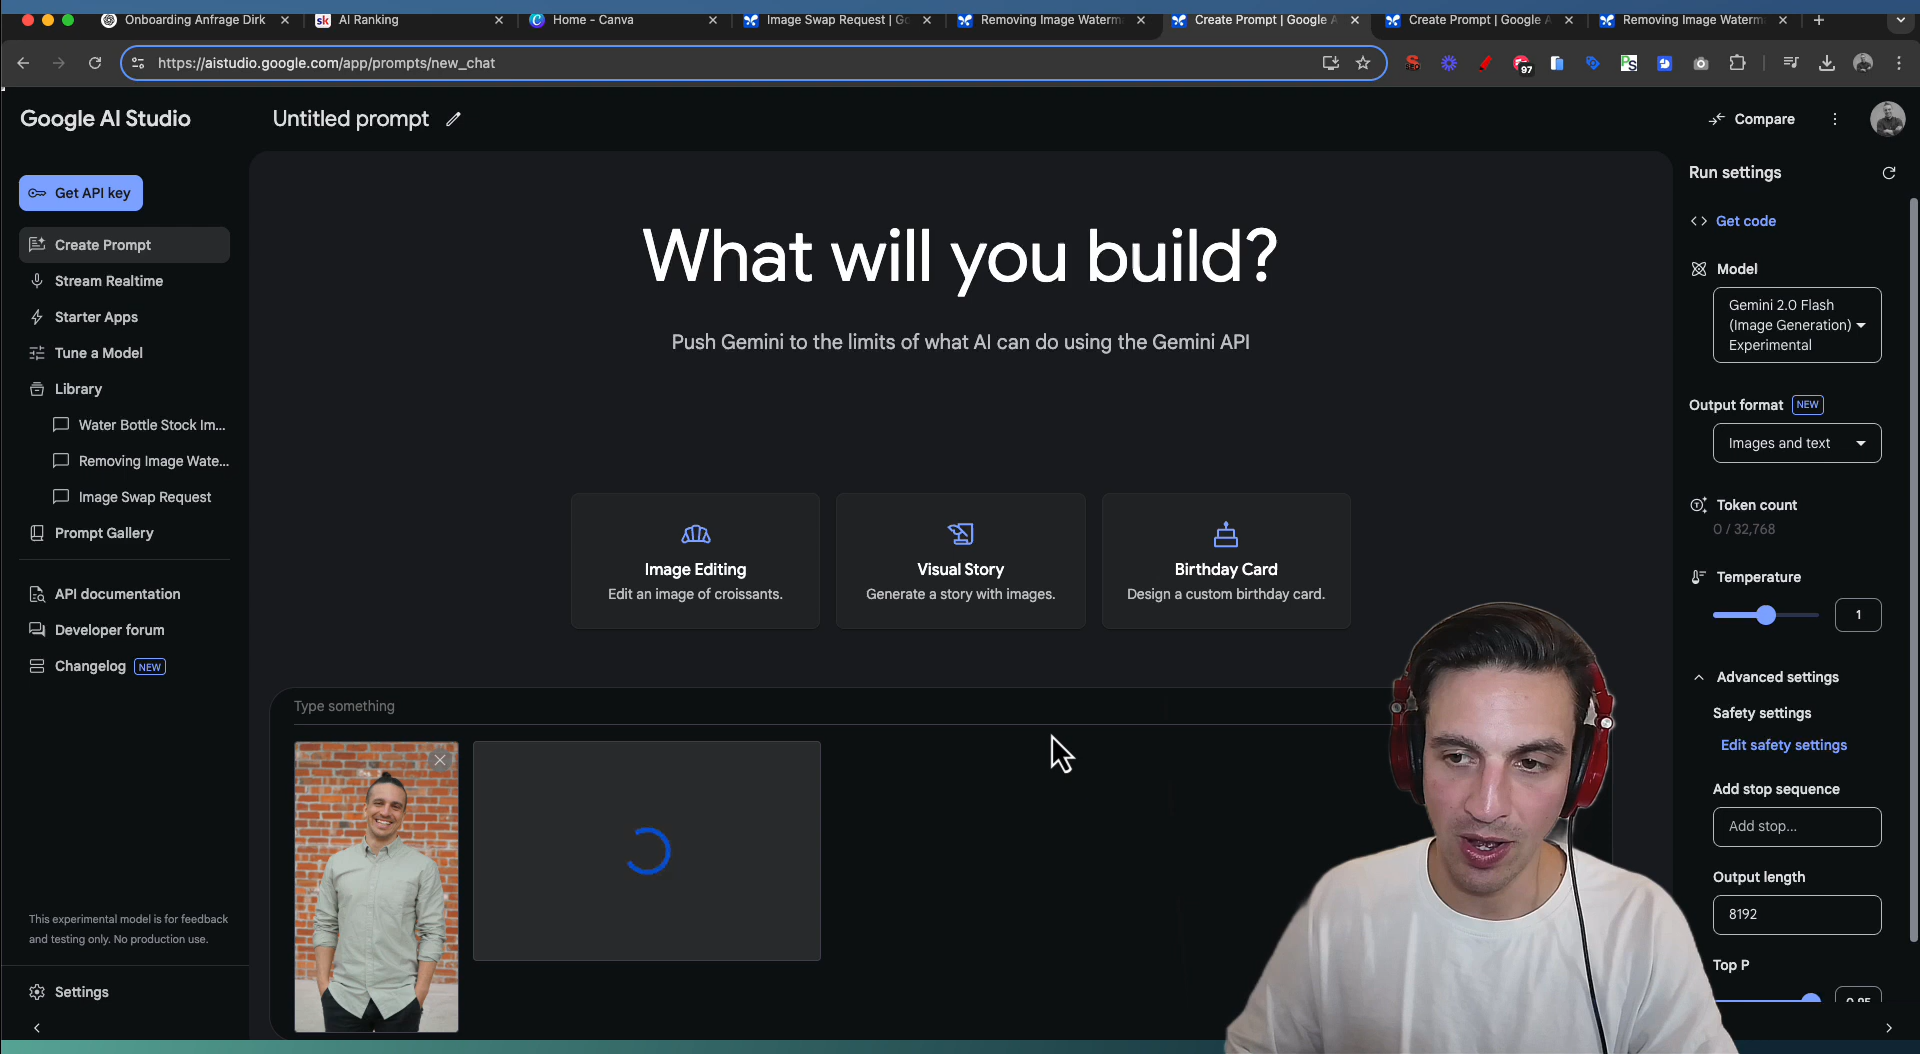 Onboarding Anfrage Dirk
AI Ranking
Home - Canva
Image Swap Request | Go
Removing Image Waterma
Create Prompt | Google A
Create Prompt | Google A
Removing Image Waterma
https://aistudio.google.com/app/prompts/new_chat
97
Google AI Studio
Untitled prompt
Compare
Get API key
Create Prompt
Stream Realtime
Starter Apps
Tune a Model
Library
Water Bottle Stock Im...
Removing Image Wate...
Image Swap Request
Prompt Gallery
API documentation
Developer forum
Changelog NEW
This experimental model is for feedback
and testing only. No production use.
Settings
What will you build?
Push Gemini to the limits of what AI can do using the Gemini API
Image Editing
Edit an image of croissants.
Visual Story
Generate a story with images.
Birthday Card
Design a custom birthday card.
Type something
Run settings
Get code
Model
Gemini 2.0 Flash
(Image Generation)
Experimental
Output format NEW
Images and text
Token count
0 / 32,768
Temperature
1
Advanced settings
Safety settings
Edit safety settings
Add stop sequence
Add stop...
Output length
8192
Top P
0.95